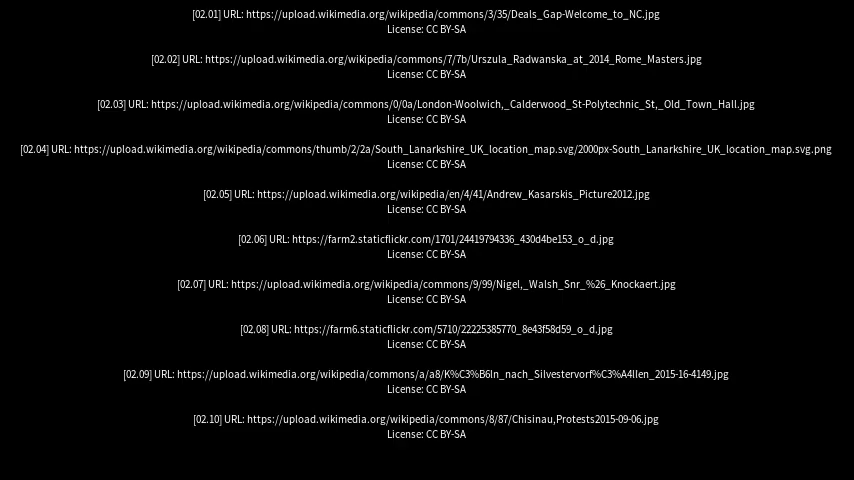 [02.01] URL: https://upload.wikimedia.org/wikipedia/commons/3/35/Deals_Gap-Welcome_to_NC.jpg
License: CC BY-SA
[02.02] URL: https://upload.wikimedia.org/wikipedia/commons/7/7b/Urszula_Radwanska_at_2014_Rome_Masters.jpg
License: CC BY-SA
[02.03] URL: https://upload.wikimedia.org/wikipedia/commons/0/0a/London-Woolwich,_Calderwood_St-Polytechnic_St,_Old_Town_Hall.jpg
License: CC BY-SA
[02.04] URL: https://upload.wikimedia.org/wikipedia/commons/thumb/2/2a/South_Lanarkshire_UK_location_map.svg/2000px-South_Lanarkshire_UK_location_map.svg.png
License: CC BY-SA
[02.05] URL: https://upload.wikimedia.org/wikipedia/en/4/41/Andrew_Kasarskis_Picture2012.jpg
License: CC BY-SA
[02.06] URL: https://farm2.staticflickr.com/1701/24419794336_430d4be153_o_d.jpg
License: CC BY-SA
[02.07] URL: https://upload.wikimedia.org/wikipedia/commons/9/99/Nigel,_Walsh_Snr_%26_Knockaert.jpg
License: CC BY-SA
[02.08] URL: https://farm6.staticflickr.com/5710/22225385770_8e43f58d59_o_d.jpg
License: CC BY-SA
[02.09] URL: https://upload.wikimedia.org/wikipedia/commons/a/a8/K%C3%B6ln_nach_Silvestervorf%C3%A4llen_2015-16-4149.jpg
License: CC BY-SA
[02.10] URL: https://upload.wikimedia.org/wikipedia/commons/8/87/Chisinau,Protests2015-09-06.jpg
License: CC BY-SA